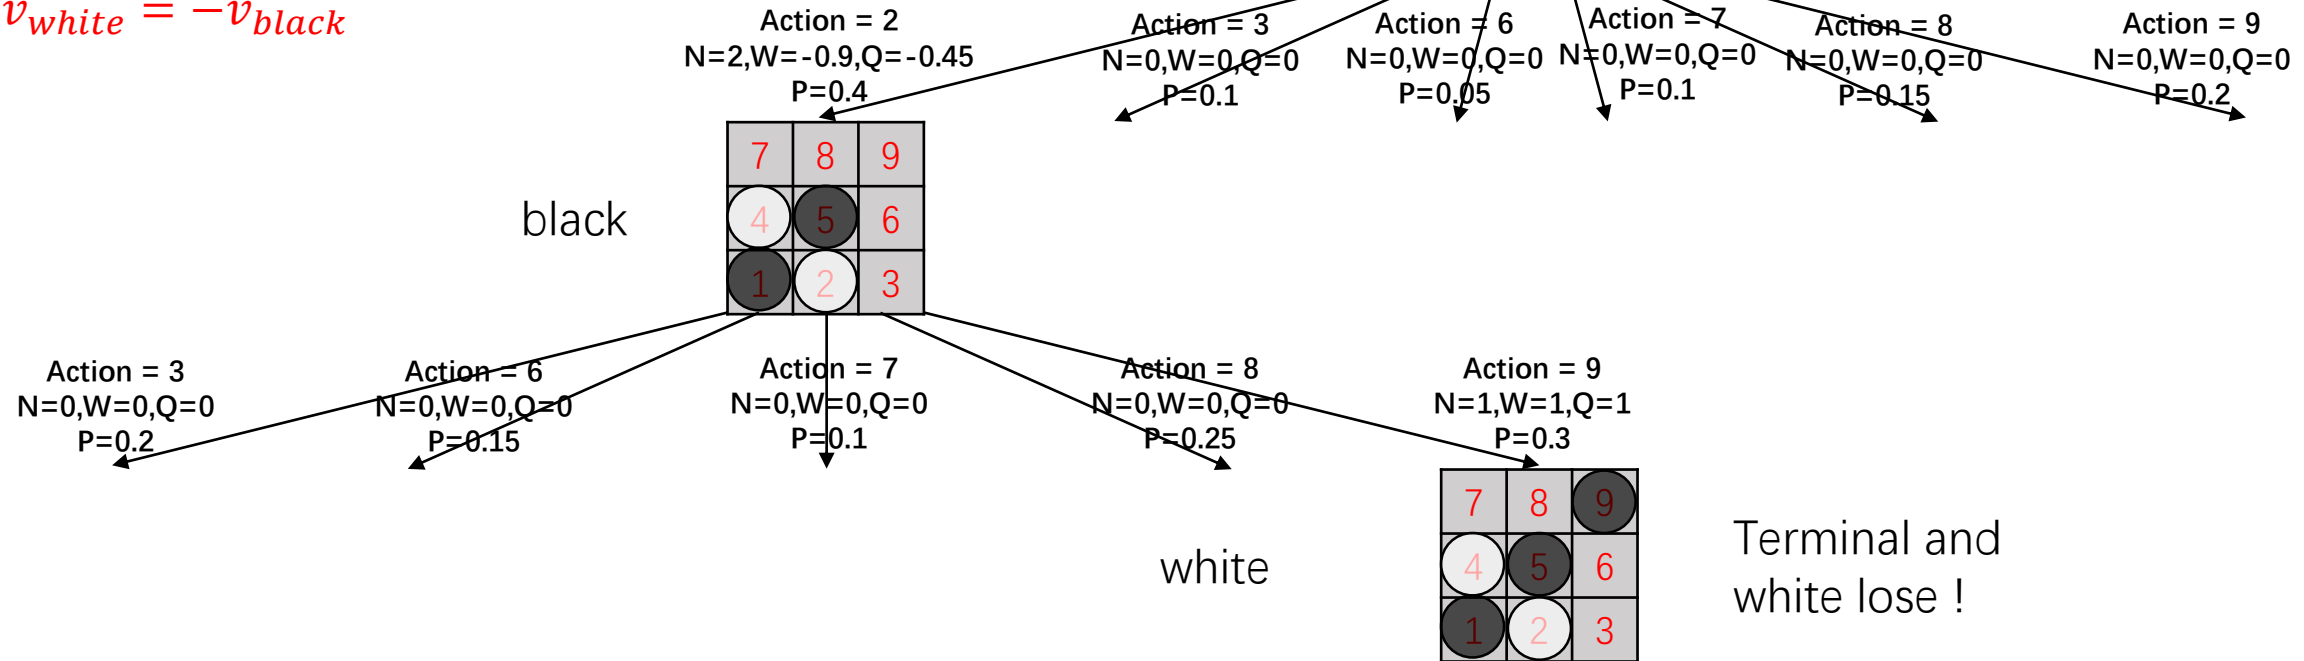 v_white = −v_black
Action = 2
N=2,W=-0.9,Q=-0.45
P=0.4
Action = 3
N=0,W=0,Q=0
P=0.1
Action = 6
N=0,W=0,Q=0
P=0.05
Action = 7
N=0,W=0,Q=0
P=0.1
Action = 8
N=0,W=0,Q=0
P=0.15
Action = 9
N=0,W=0,Q=0
P=0.2
black
7 8 9
4 5 6
1 2 3
Action = 3
N=0,W=0,Q=0
P=0.2
Action = 6
N=0,W=0,Q=0
P=0.15
Action = 7
N=0,W=0,Q=0
P=0.1
Action = 8
N=0,W=0,Q=0
P=0.25
Action = 9
N=1,W=1,Q=1
P=0.3
white
7 8 9
4 5 6
1 2 3
Terminal and
white lose !